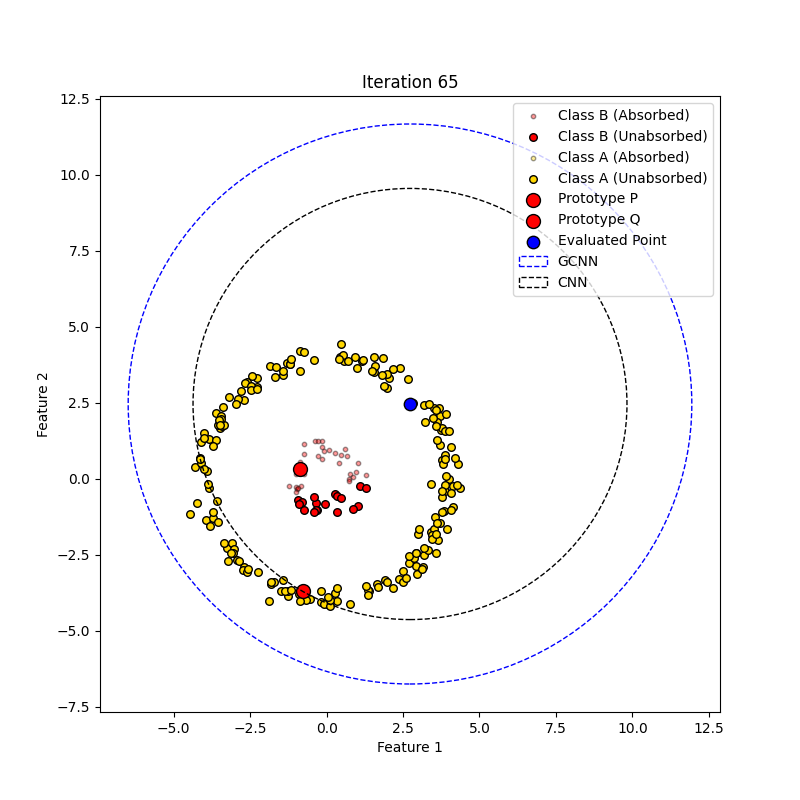 Iteration 65
12.5
10.0
7.5
5.0
2.5
0.0
−2.5
−5.0
−7.5
Feature 2
Class B (Absorbed)
Class B (Unabsorbed)
Class A (Absorbed)
Class A (Unabsorbed)
Prototype P
Prototype Q
Evaluated Point
GCNN
CNN
−5.0 −2.5 0.0 2.5 5.0 7.5 10.0 12.5
Feature 1